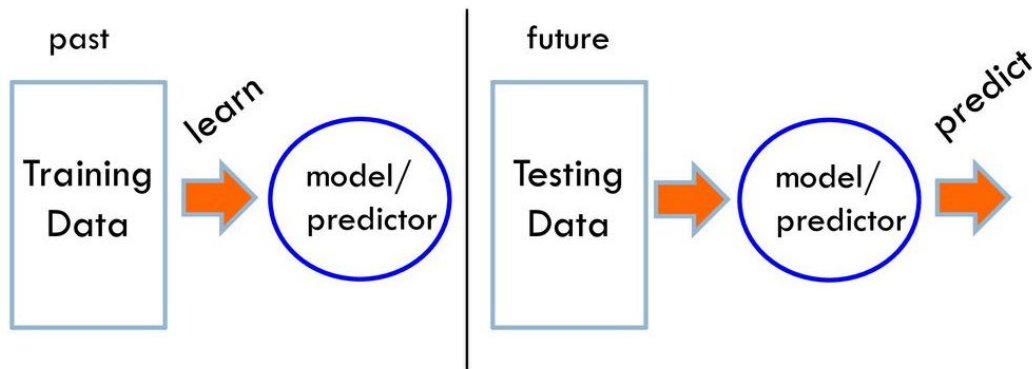 past
learn
Training
Data
model/
predictor
future
Testing
Data
model/
predictor
predict